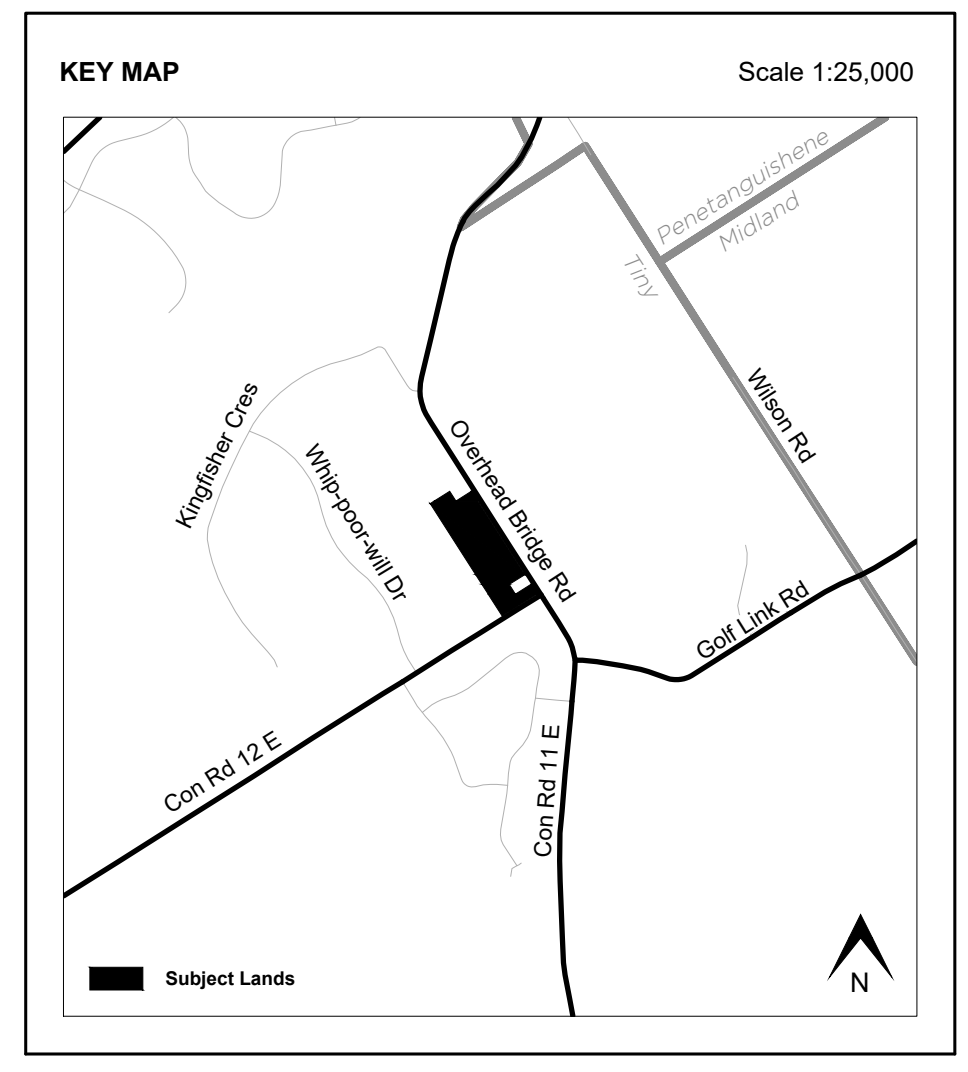 KEY MAP
Scale 1:25,000
Penetanguishene
Midland
Tiny
Wilson Rd
Kingfisher Cres
Whip-poor-will Dr
Overhead Bridge Rd
Golf Link Rd
Con Rd 12 E
Con Rd 11 E
Subject Lands
N